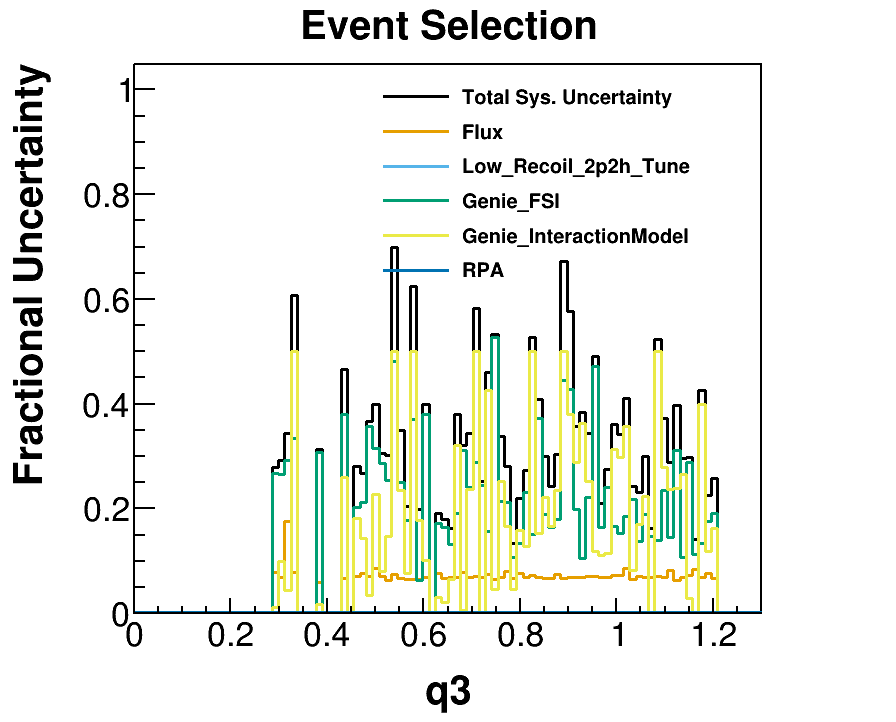 Event Selection
Fractional Uncertainty
1
0.8
0.6
0.4
0.2
0
Total Sys. Uncertainty
Flux
Low_Recoil_2p2h_Tune
Genie_FSI
Genie_InteractionModel
RPA
0 0.2 0.4 0.6 0.8 1 1.2
q3